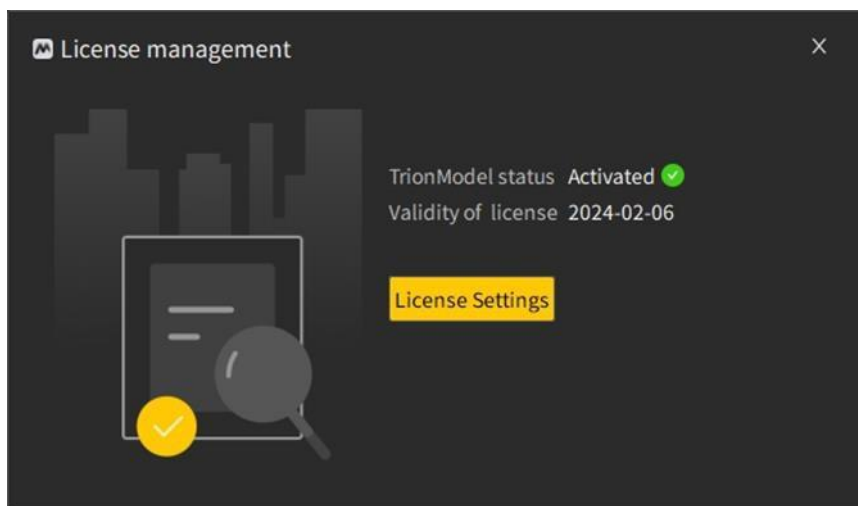 License management
TrionModel status Activated
Validity of license 2024-02-06
License Settings